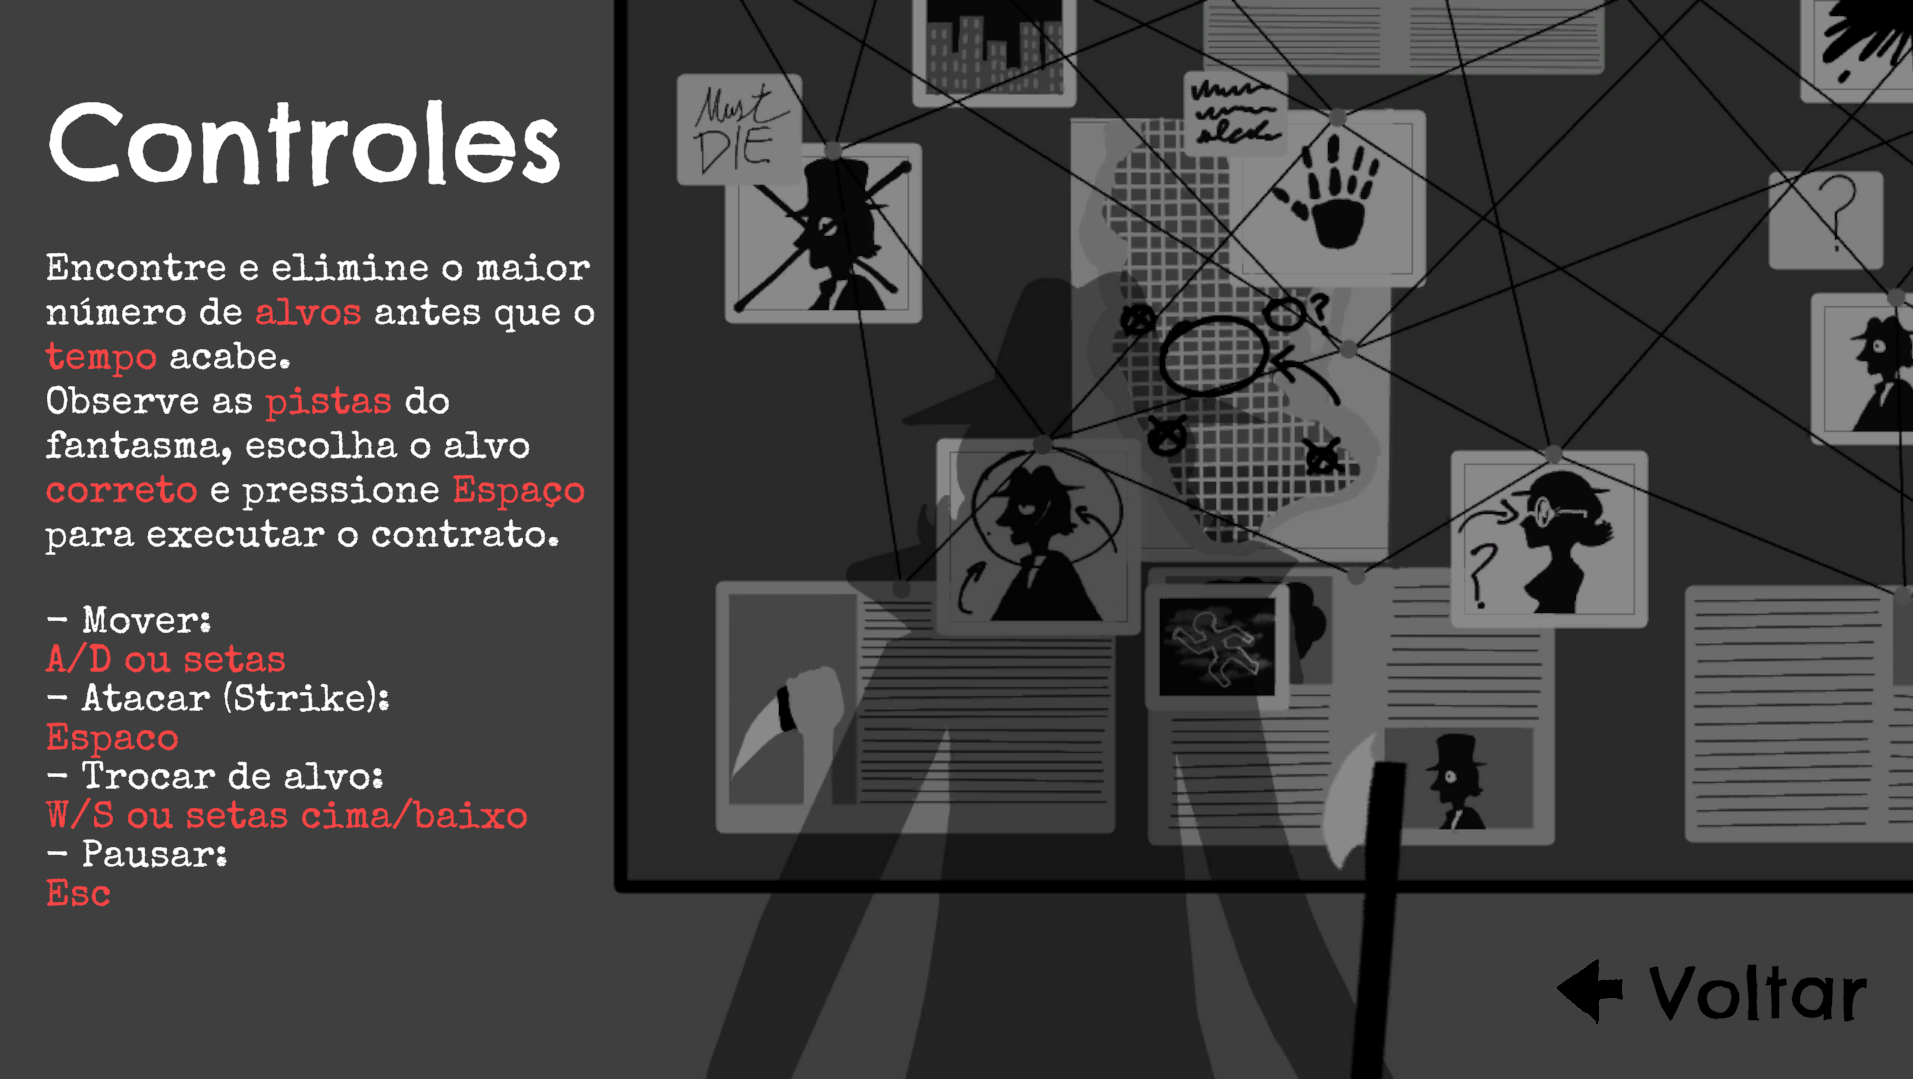 Controles
Encontre e elimine o maior
número de alvos antes que o
tempo acabe.
Observe as pistas do
fantasma, escolha o alvo
correto e pressione Espaço
para executar o contrato.
- Mover:
A/D ou setas
- Atacar (Strike):
Espaco
- Trocar de alvo:
W/S ou setas cima/baixo
- Pausar:
Esc
Must
DIE
?
?
?
Voltar